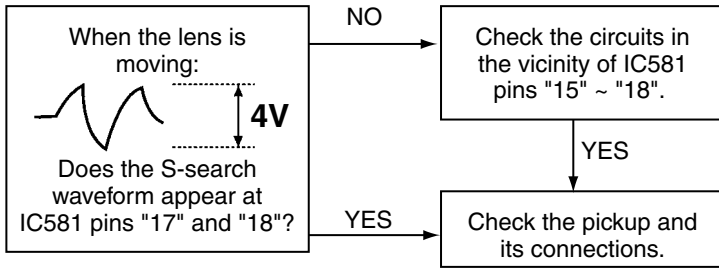 When the lens is
moving:
4V
Does the S-search
waveform appear at
IC581 pins "17" and "18"?
NO
Check the circuits in
the vicinity of IC581
pins "15" ~ "18".
YES
YES
Check the pickup and
its connections.